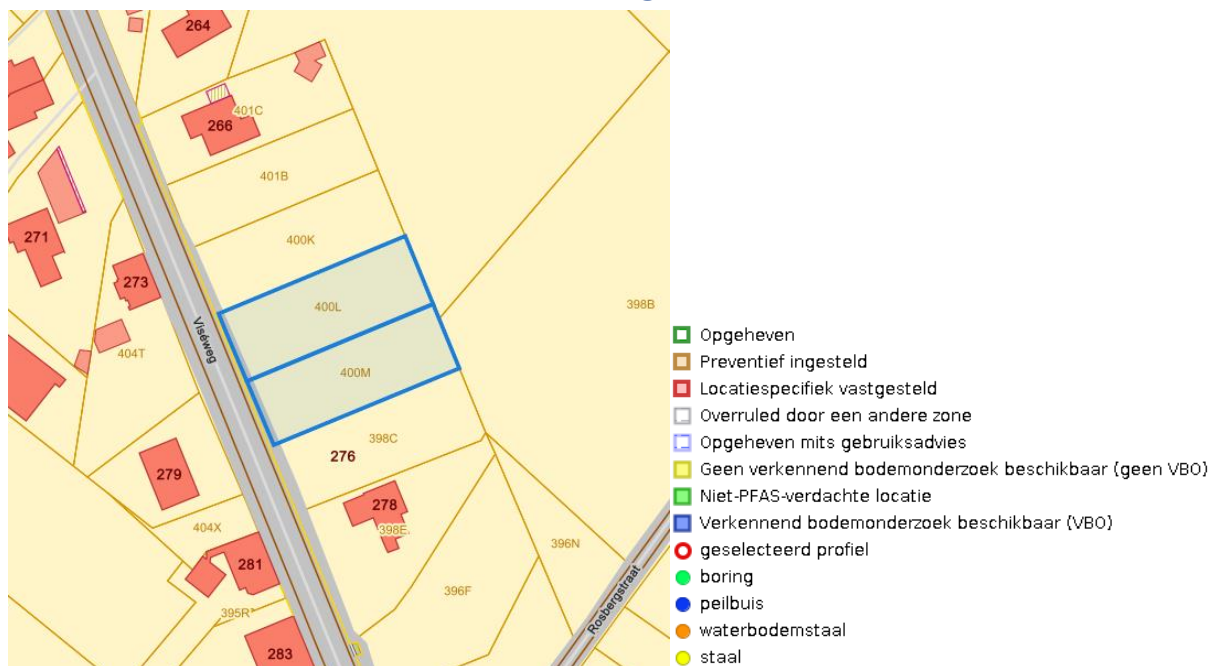 264
401C
266
401B
271
400K
273
400L
398B
Viséweg
404T
400M
398C
276
279
278
398E
404X
396N
281
396F
Rosbergstraat
395R
283
Opgeheven
Preventief ingesteld
Locatiespecifiek vastgesteld
Overruled door een andere zone
Opgeheven mits gebruiksadvies
Geen verkennend bodemonderzoek beschikbaar (geen VBO)
Niet-PFAS-verdachte locatie
Verkennend bodemonderzoek beschikbaar (VBO)
geselecteerd profiel
boring
peilbuis
waterbodemstaal
staal